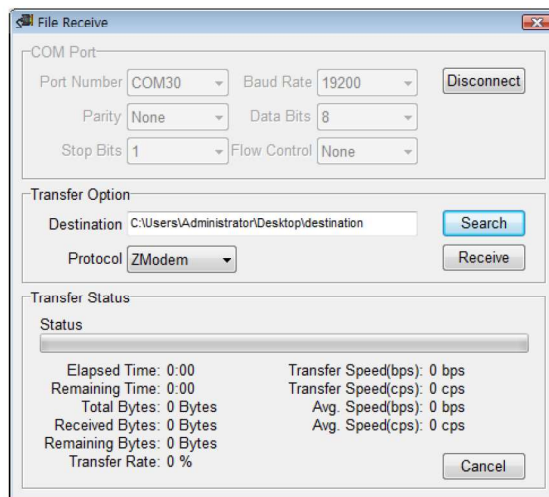 File Receive
COM Port
Port Number COM30 Baud Rate 19200 Disconnect
Parity None Data Bits 8
Stop Bits 1 Flow Control None
Transfer Option
Destination C:\Users\Administrator\Desktop\destination Search
Protocol ZModem Receive
Transfer Status
Status
Elapsed Time: 0:00 Transfer Speed(bps): 0 bps
Remaining Time: 0:00 Transfer Speed(cps): 0 cps
Total Bytes: 0 Bytes Avg. Speed(bps): 0 bps
Received Bytes: 0 Bytes Avg. Speed(cps): 0 cps
Remaining Bytes: 0 Bytes
Transfer Rate: 0 %
Cancel